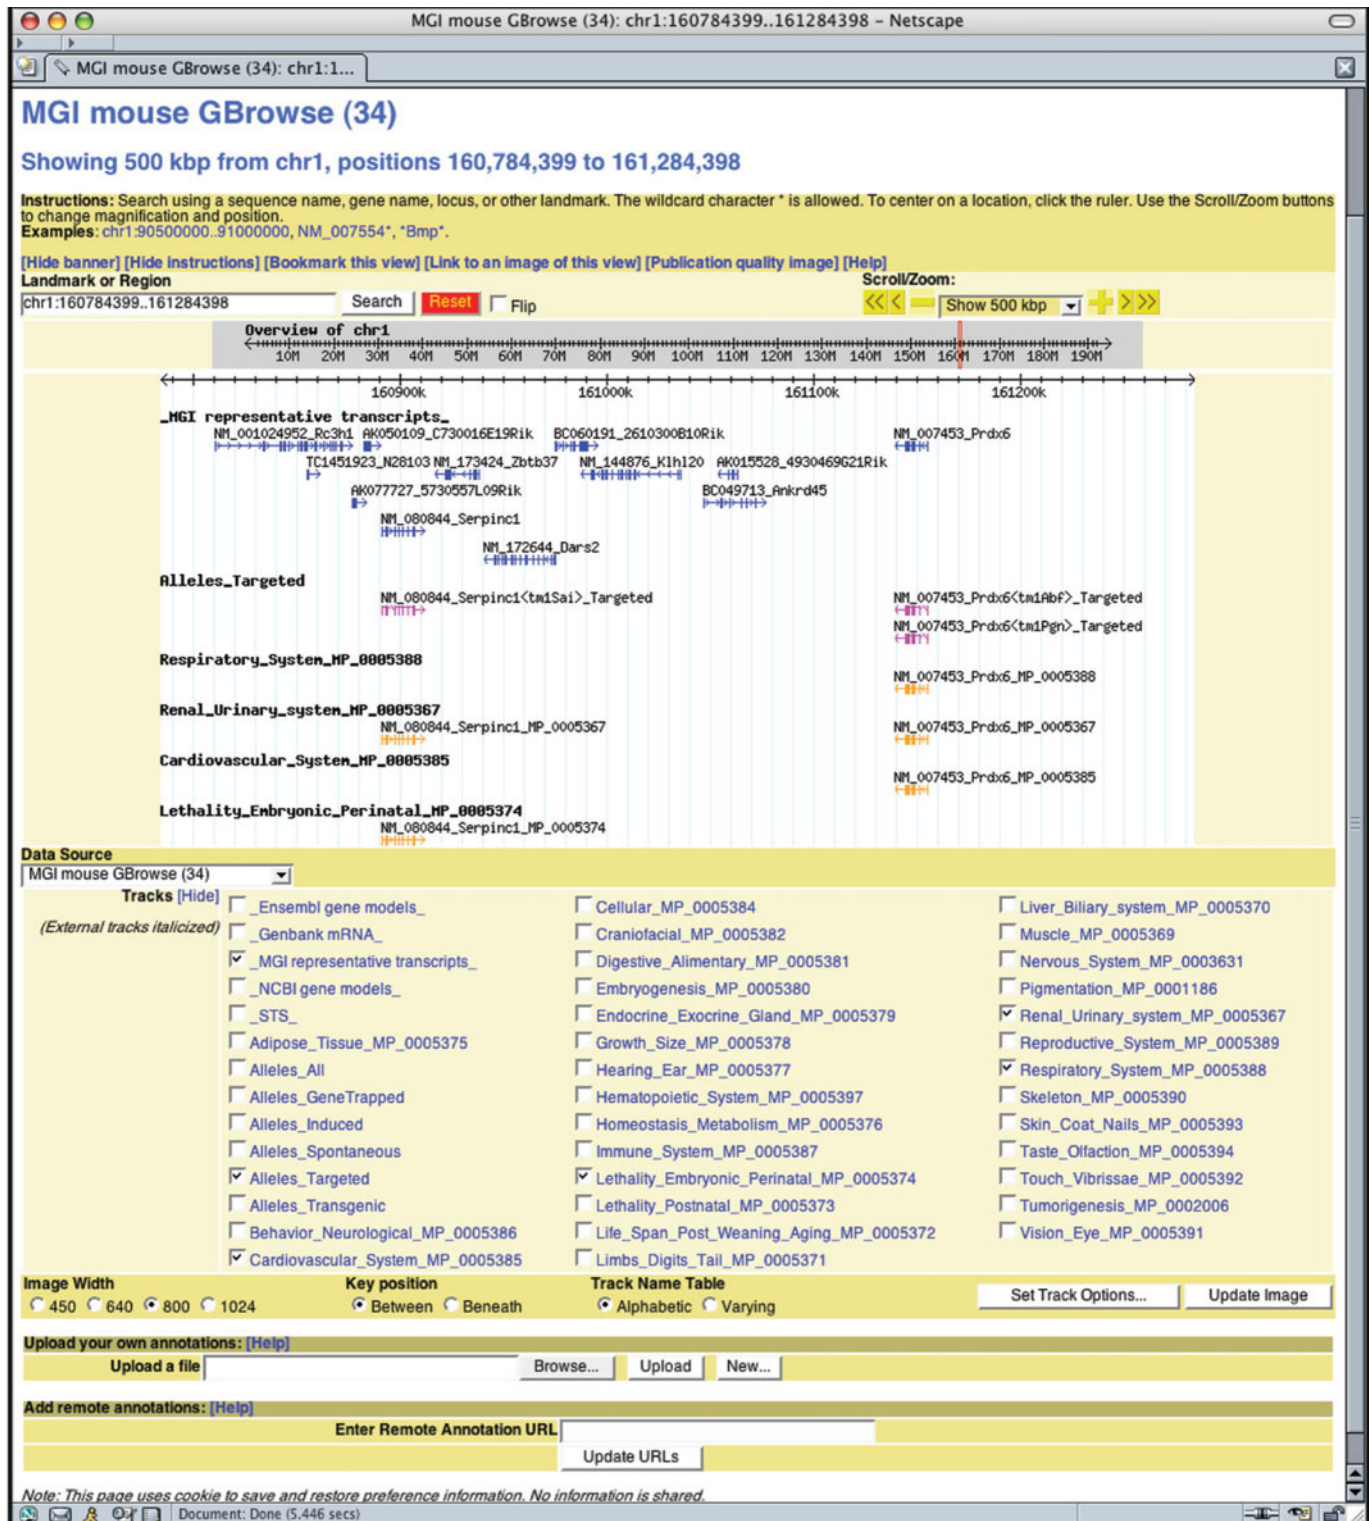 MGI mouse GBrowse (34): chr1:160784399..161284398 – Netscape
MGI mouse GBrowse (34): chr1:1...
MGI mouse GBrowse (34)
Showing 500 kbp from chr1, positions 160,784,399 to 161,284,398
Instructions: Search using a sequence name, gene name, locus, or other landmark. The wildcard character * is allowed. To center on a location, click the ruler. Use the Scroll/Zoom buttons
to change magnification and position.
Examples: chr1:90500000..91000000, NM_007554*, *Bmp*.
[Hide banner] [Hide instructions] [Bookmark this view] [Link to an image of this view] [Publication quality image] [Help]
Landmark or Region Scroll/Zoom:
chr1:160784399..161284398 Search Reset Flip << < Show 500 kbp > >>
Overview of chr1
10M 20M 30M 40M 50M 60M 70M 80M 90M 100M 110M 120M 130M 140M 150M 160M 170M 180M 190M
160900k 161000k 161100k 161200k
_MGI representative transcripts_
NM_001024952_Rc3h1 AK050109_C730016E19Rik BC060191_2610300B10Rik NM_007453_Prdx6
TC1451923_N28103 NM_173424_Zbtb37 NM_144876_Klhl20 AK015528_4930469G21Rik
AK077727_5730557L09Rik BC049713_Ankrd45
NM_080844_Serpinc1
NM_172644_Dars2
Alleles_Targeted
NM_080844_Serpinc1<tm1Sai>_Targeted NM_007453_Prdx6<tm1Abf>_Targeted
NM_007453_Prdx6<tm1Pgn>_Targeted
Respiratory_System_MP_0005388
NM_007453_Prdx6_MP_0005388
Renal_Urinary_system_MP_0005367
NM_080844_Serpinc1_MP_0005367 NM_007453_Prdx6_MP_0005367
Cardiovascular_System_MP_0005385
NM_007453_Prdx6_MP_0005385
Lethality_Embryonic_Perinatal_MP_0005374
NM_080844_Serpinc1_MP_0005374
Data Source
MGI mouse GBrowse (34)
Tracks [Hide] _Ensembl gene models_ Cellular_MP_0005384 Liver_Biliary_system_MP_0005370
(External tracks italicized) _Genbank mRNA_ Craniofacial_MP_0005382 Muscle_MP_0005369
_MGI representative transcripts_ Digestive_Alimentary_MP_0005381 Nervous_System_MP_0003631
_NCBI gene models_ Embryogenesis_MP_0005380 Pigmentation_MP_0001186
_STS_ Endocrine_Exocrine_Gland_MP_0005379 Renal_Urinary_system_MP_0005367
Adipose_Tissue_MP_0005375 Growth_Size_MP_0005378 Reproductive_System_MP_0005389
Alleles_All Hearing_Ear_MP_0005377 Respiratory_System_MP_0005388
Alleles_GeneTrapped Hematopoietic_System_MP_0005397 Skeleton_MP_0005390
Alleles_Induced Homeostasis_Metabolism_MP_0005376 Skin_Coat_Nails_MP_0005393
Alleles_Spontaneous Immune_System_MP_0005387 Taste_Olfaction_MP_0005394
Alleles_Targeted Lethality_Embryonic_Perinatal_MP_0005374 Touch_Vibrissae_MP_0005392
Alleles_Transgenic Lethality_Postnatal_MP_0005373 Tumorigenesis_MP_0002006
Behavior_Neurological_MP_0005386 Life_Span_Post_Weaning_Aging_MP_0005372 Vision_Eye_MP_0005391
Cardiovascular_System_MP_0005385 Limbs_Digits_Tail_MP_0005371
Image Width Key position Track Name Table
450 640 800 1024 Between Beneath Alphabetic Varying Set Track Options... Update Image
Upload your own annotations: [Help]
Upload a file Browse... Upload New...
Add remote annotations: [Help]
Enter Remote Annotation URL
Update URLs
Note: This page uses cookie to save and restore preference information. No information is shared.
Document: Done (5.446 secs)